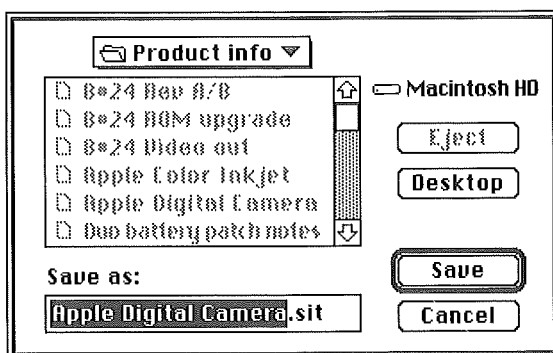 Product info
8•24 Rev A/B
8•24 ROM upgrade
8•24 Video out
Apple Color Inkjet
Apple Digital Camera
Duo battery patch notes
Macintosh HD
Eject
Desktop
Save as:
Apple Digital Camera.sit
Save
Cancel